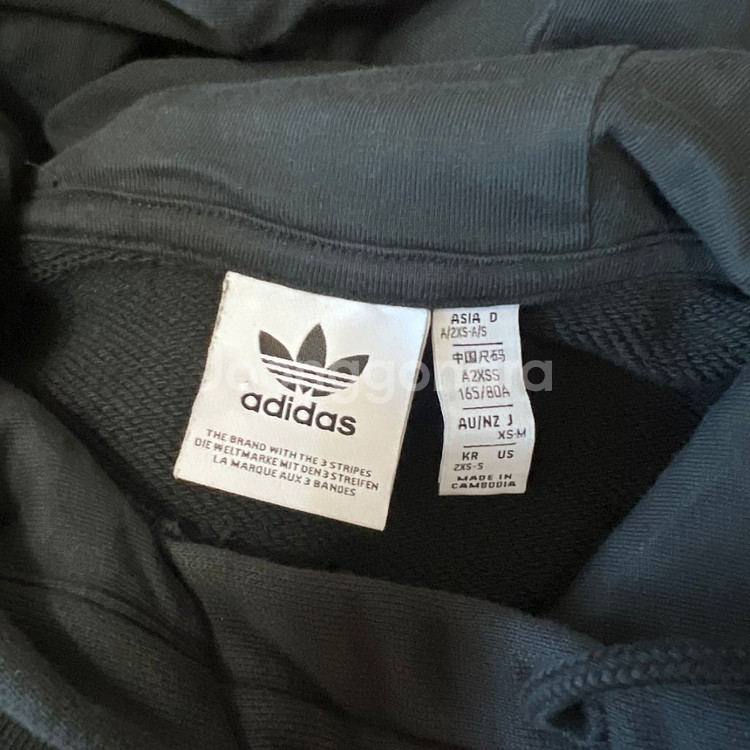 adidas
THE BRAND WITH THE 3 STRIPES
DIE WELTMARKE MIT DEN 3 STREIFEN
LA MARQUE AUX 3 BANDES
ASIA D
A/2XS-A/S
中国尺码
A2XSS
165/80A
AU/NZ J
XS-M
KR US
2XS-S
MADE IN
CAMBODIA
Joonggonara